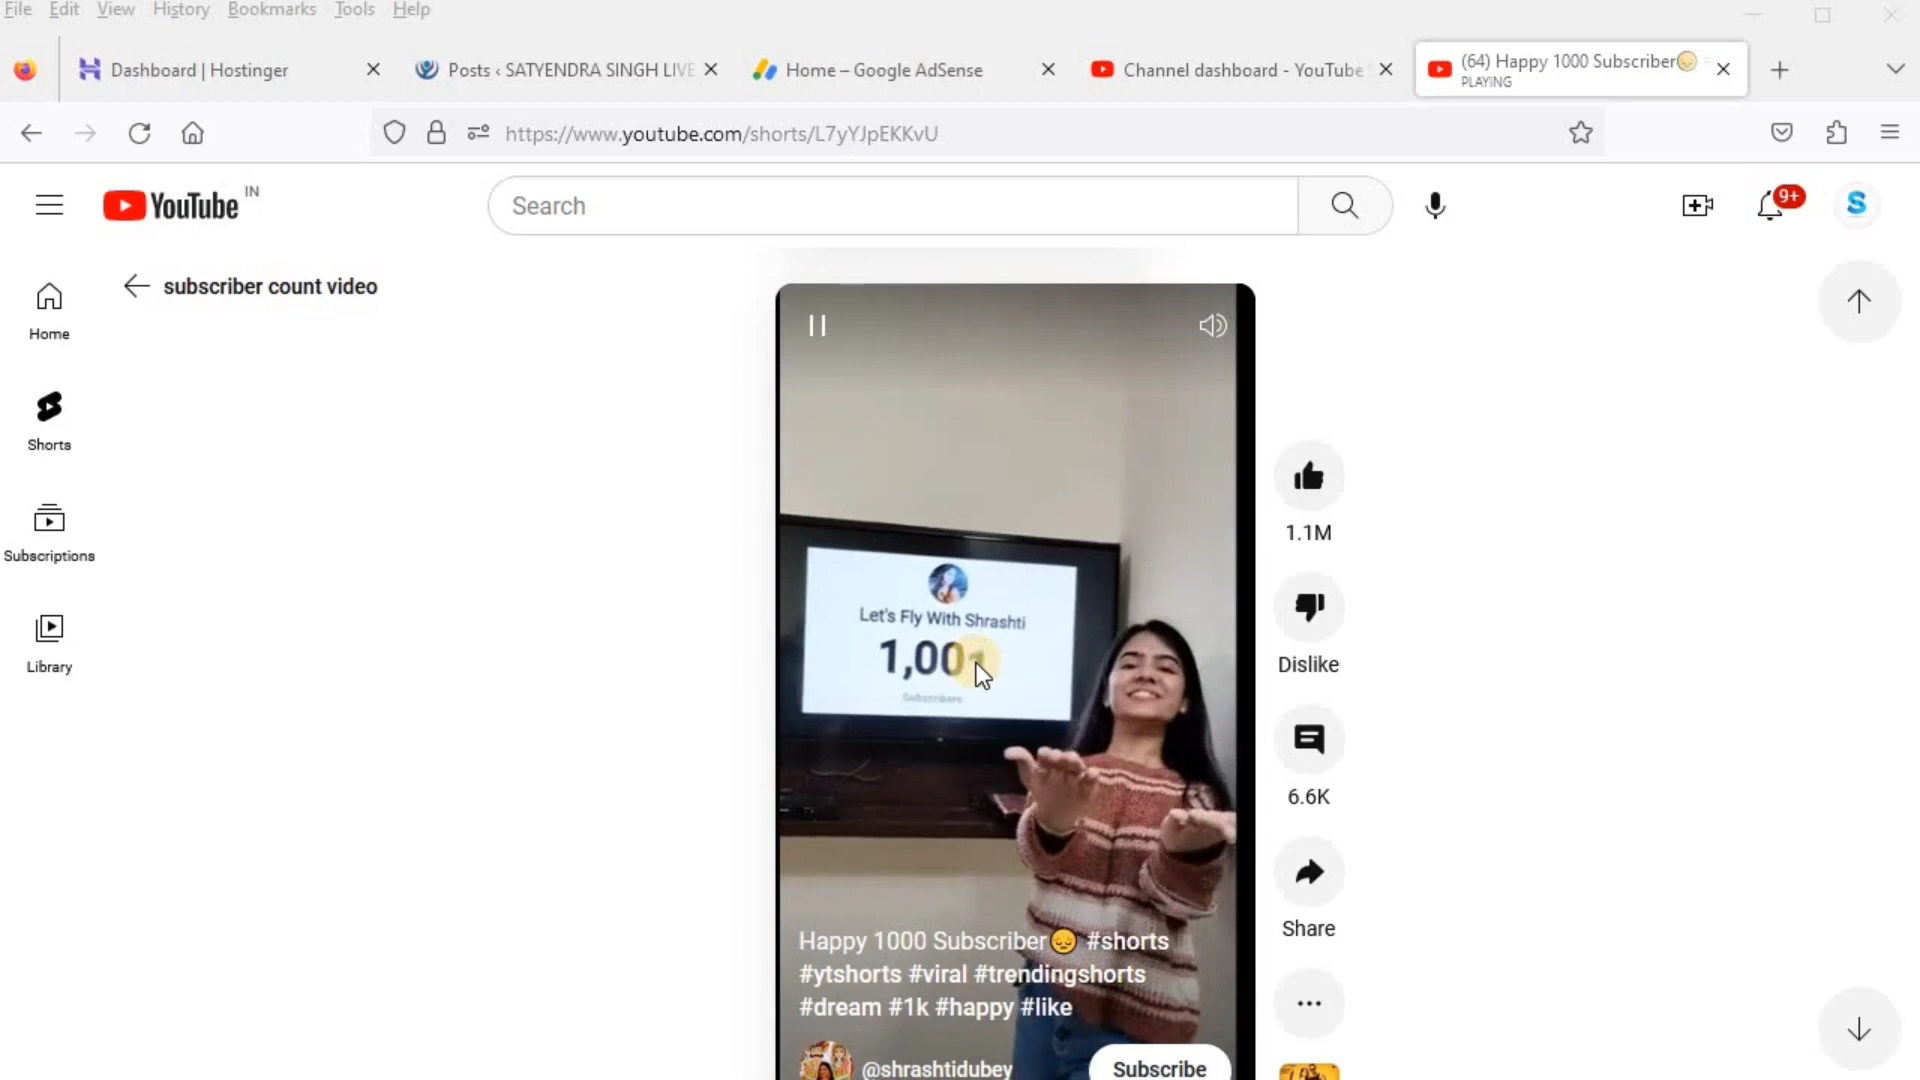 File Edit View History Bookmarks Tools Help
Dashboard | Hostinger
Posts ‹ SATYENDRA SINGH LIVE
Home – Google AdSense
Channel dashboard - YouTube
(64) Happy 1000 Subscriber😔
PLAYING
https://www.youtube.com/shorts/L7yYJpEKKvU
YouTube IN
Search
9+
S
subscriber count video
Home
Shorts
Subscriptions
Library
Let's Fly With Shrashti
1,001
Subscribers
1.1M
Dislike
6.6K
Share
Happy 1000 Subscriber😔 #shorts
#ytshorts #viral #trendingshorts
#dream #1k #happy #like
@shrashtidubey
Subscribe